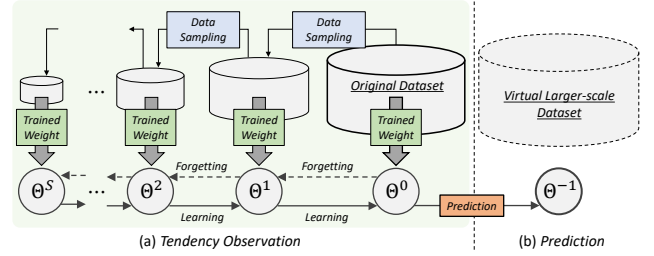 Data
Sampling
Data
Sampling
Original Dataset
Virtual Larger-scale
Dataset
...
Trained
Weight
Trained
Weight
Trained
Weight
Trained
Weight
Forgetting
Forgetting
Θ^S
...
Θ^2
Θ^1
Θ^0
Θ^-1
Learning
Learning
Prediction
(a) Tendency Observation
(b) Prediction